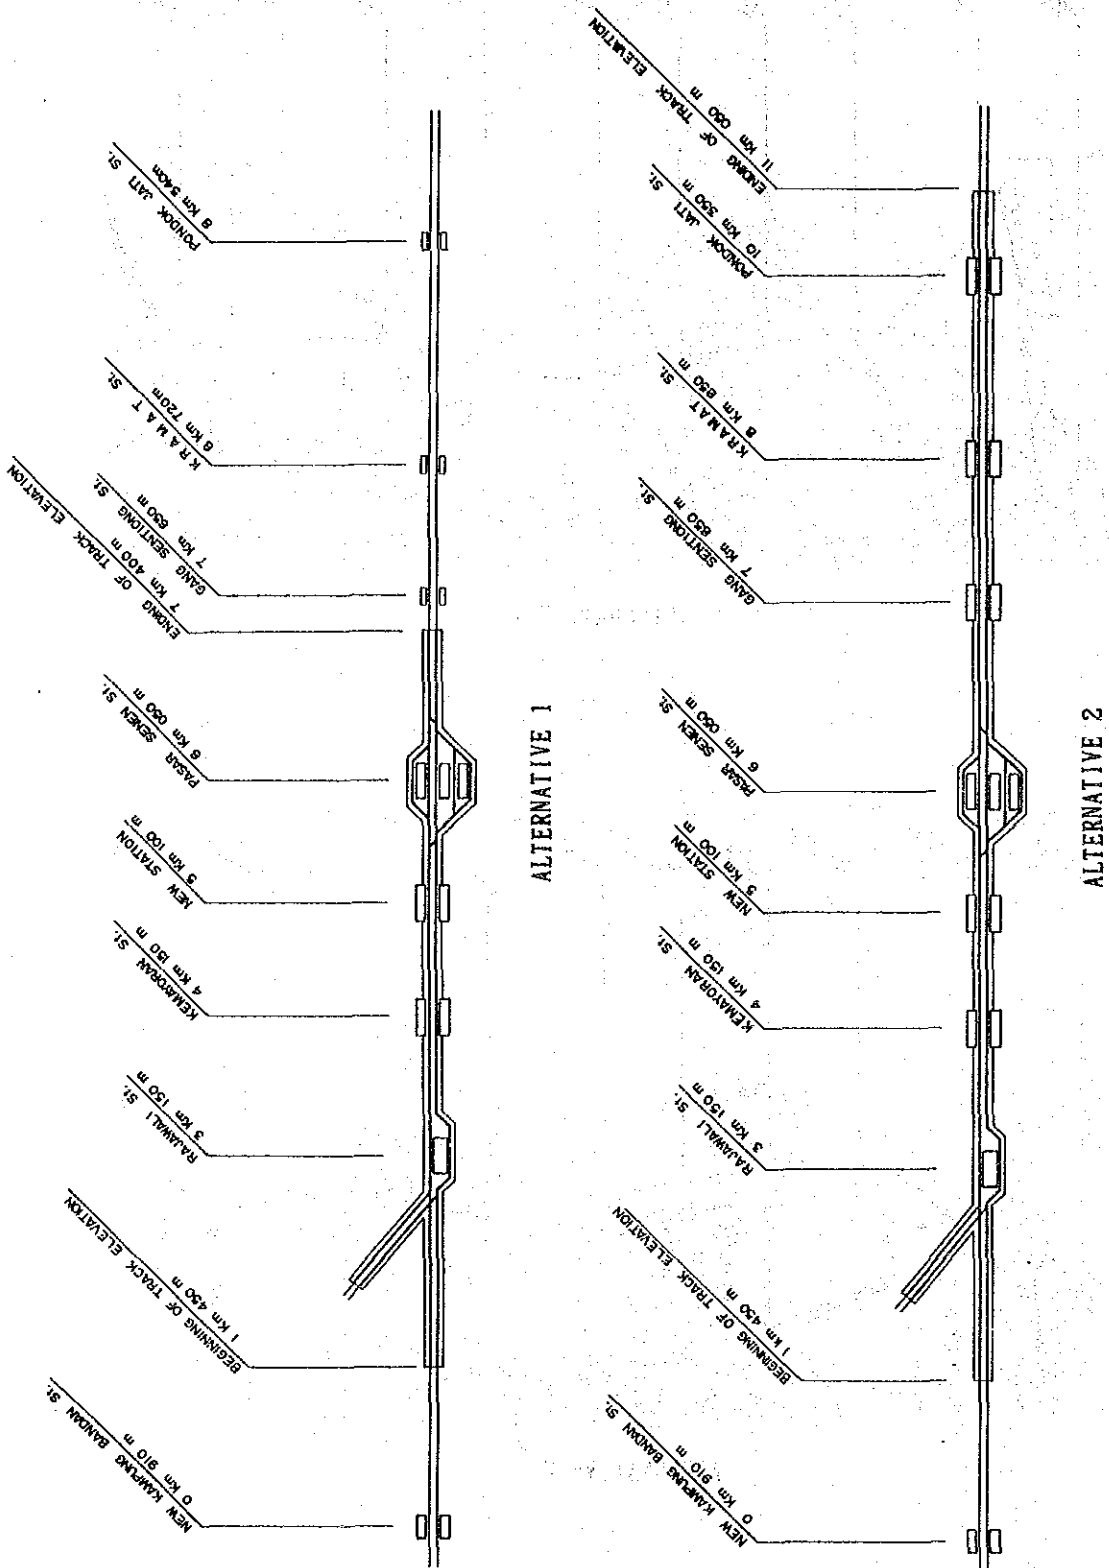 NEW KAMPUNG BANDAN St.
0 Km 910 m
BEGINNING OF TRACK ELEVATION
1 Km 450 m
RAJAWALI St.
3 Km 150 m
KEMAYORAN St.
4 Km 150 m
NEW STATION
5 Km 100 m
PASAR SENEN St.
6 Km 050 m
ENDING OF TRACK ELEVATION
7 Km 400 m
GANG SENTIONG St.
7 Km 650 m
KRAMAT St.
8 Km 720m
PONDOK JATI St.
8 Km 540m
ALTERNATIVE 1
NEW KAMPUNG BANDAN St.
0 Km 910 m
BEGINNING OF TRACK ELEVATION
1 km 450 m
RAJAWALI St.
3 Km 150 m
KEMAYORAN St.
4 Km 150 m
NEW STATION
5 Km 100 m
PASAR SENEN St.
6 Km 050 m
GANG SENTIONG St.
7 Km 650 m
KRAMAT St.
8 Km 650 m
PONDOK JATI St.
10 Km 350 m
ENDING OF TRACK ELEVATION
11 Km 050 m
ALTERNATIVE 2